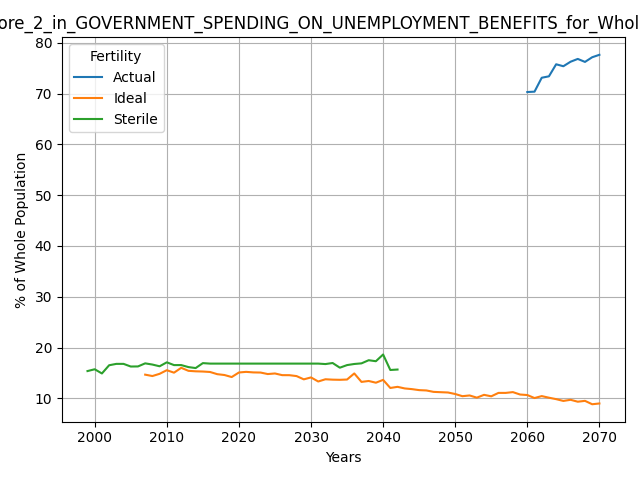 ore_2_in_GOVERNMENT_SPENDING_ON_UNEMPLOYMENT_BENEFITS_for_Whol
Fertility
Actual
Ideal
Sterile
80
70
60
50
40
30
20
10
% of Whole Population
2000 2010 2020 2030 2040 2050 2060 2070
Years